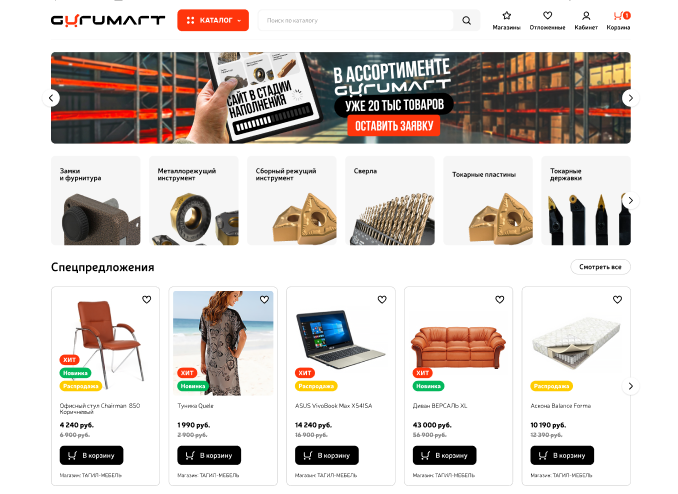 GURUMART
КАТАЛОГ
Поиск по каталогу
Магазины
Отложенные
Кабинет
1
Корзина
САЙТ В СТАДИИ
НАПОЛНЕНИЯ
В АССОРТИМЕНТЕ
GURUMART
УЖЕ 20 ТЫС ТОВАРОВ
ОСТАВИТЬ ЗАЯВКУ
Замки
и фурнитура
Металлорежущий
инструмент
Сборный режущий
инструмент
Сверла
Токарные пластины
Токарные
державки
Спецпредложения
Смотреть все
ХИТ
Новинка
Распродажа
Офисный стул Chairman 850
Коричневый
4 240 руб.
6 900 руб.
В корзину
Магазин: ТАГИЛ-МЕБЕЛЬ
ХИТ
Новинка
Туника Quelle
1 990 руб.
2 900 руб.
В корзину
Магазин: ТАГИЛ-МЕБЕЛЬ
ХИТ
Распродажа
ASUS VivoBook Max X541SA
14 240 руб.
16 900 руб.
В корзину
Магазин: ТАГИЛ-МЕБЕЛЬ
ХИТ
Новинка
Диван ВЕРСАЛЬ XL
43 000 руб.
56 900 руб.
В корзину
Магазин: ТАГИЛ-МЕБЕЛЬ
Распродажа
Аскона Balance Forma
10 190 руб.
12 390 руб.
В корзину
Магазин: ТАГИЛ-МЕБЕЛЬ